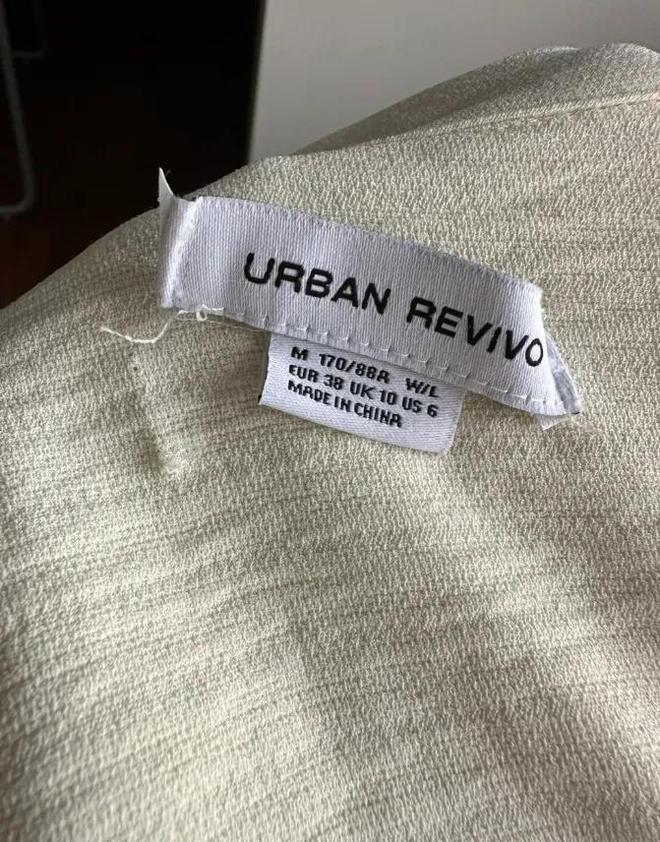 URBAN REVIVO
M 170/88A W/L
EUR 38 UK 10 US 6
MADE IN CHINA